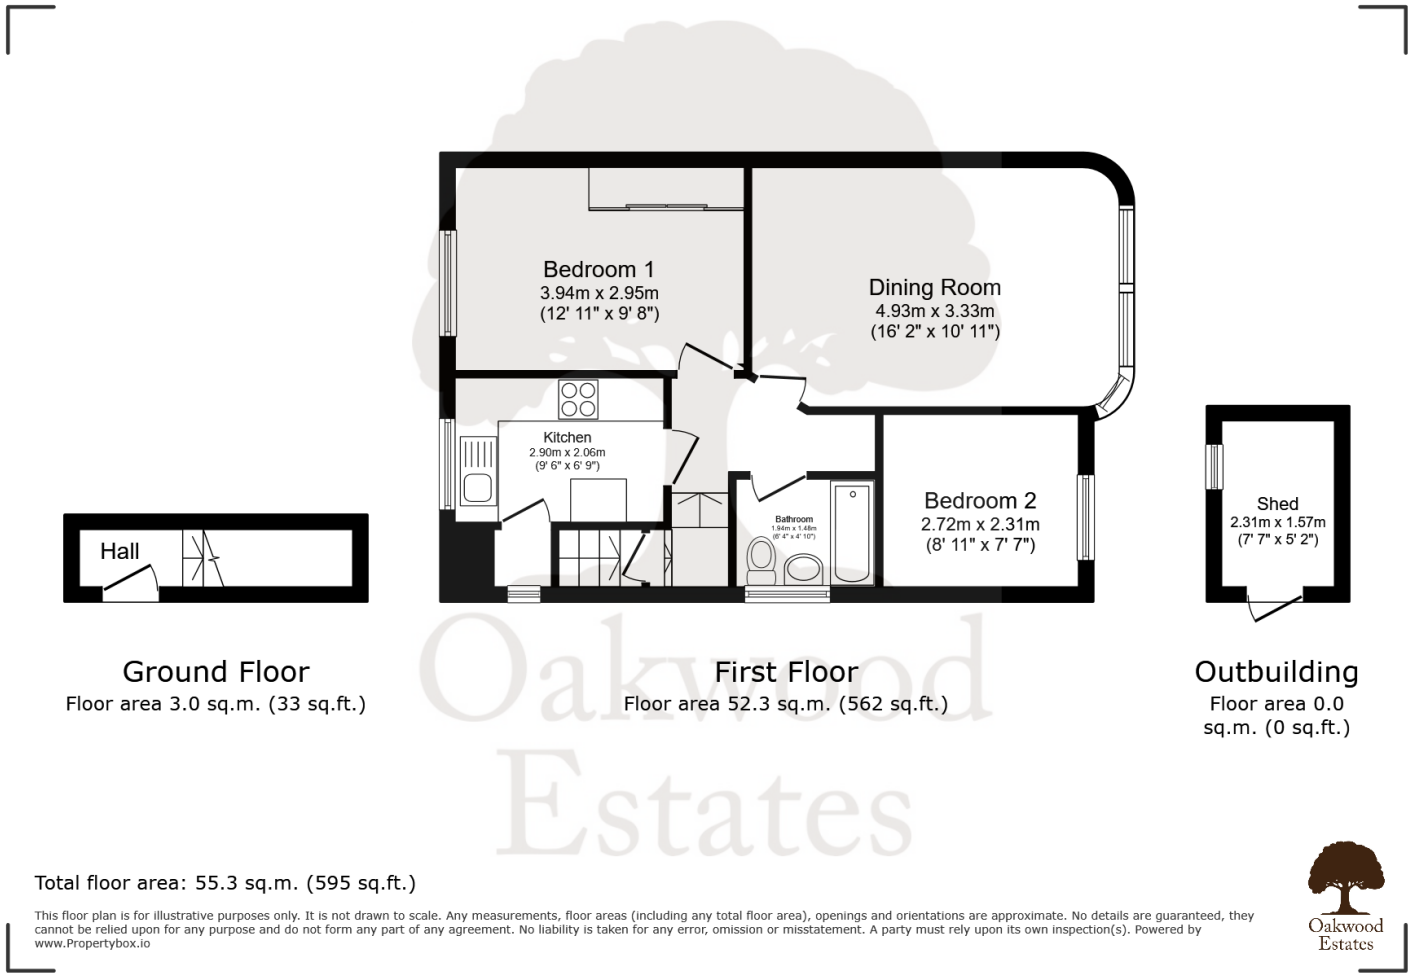 Bedroom 1
3.94m x 2.95m
(12' 11" x 9' 8")
Dining Room
4.93m x 3.33m
(16' 2" x 10' 11")
Kitchen
2.90m x 2.06m
(9' 6" x 6' 9")
Bathroom
1.94m x 1.48m
(6' 4" x 4' 10")
Bedroom 2
2.72m x 2.31m
(8' 11" x 7' 7")
Shed
2.31m x 1.57m
(7' 7" x 5' 2")
Hall
Ground Floor
Floor area 3.0 sq.m. (33 sq.ft.)
First Floor
Floor area 52.3 sq.m. (562 sq.ft.)
Outbuilding
Floor area 0.0
sq.m. (0 sq.ft.)
Oakwood
Estates
Total floor area: 55.3 sq.m. (595 sq.ft.)
This floor plan is for illustrative purposes only. It is not drawn to scale. Any measurements, floor areas (including any total floor area), openings and orientations are approximate. No details are guaranteed, they
cannot be relied upon for any purpose and do not form any part of any agreement. No liability is taken for any error, omission or misstatement. A party must rely upon its own inspection(s). Powered by
www.Propertybox.io
Oakwood
Estates